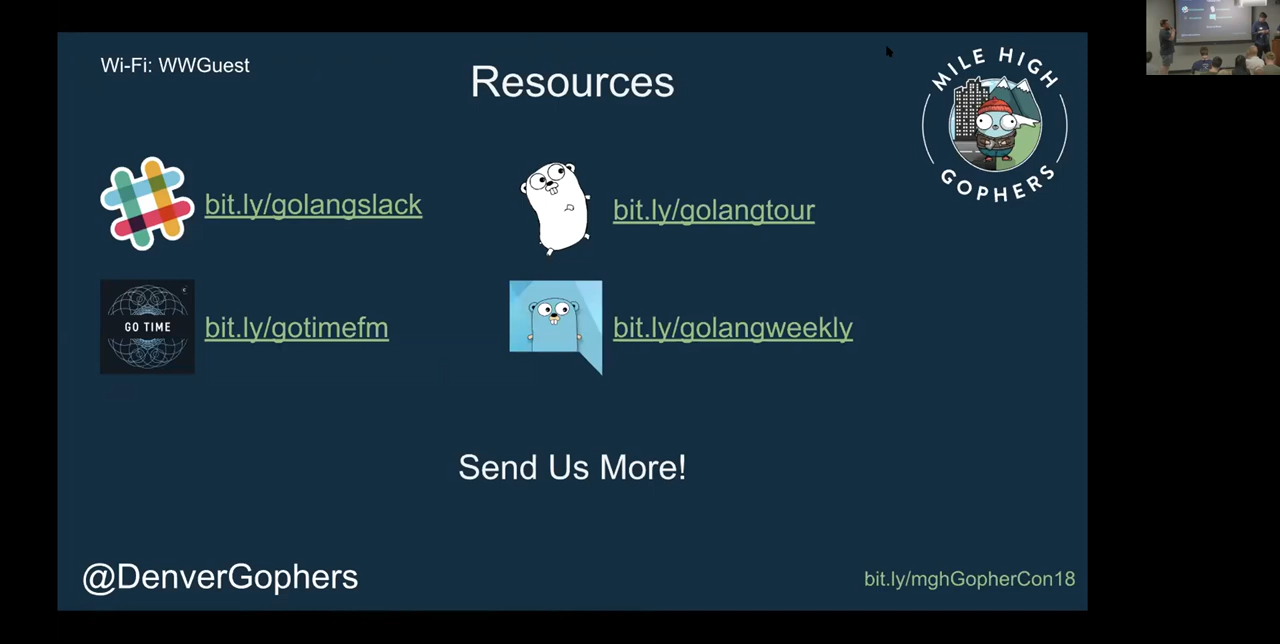 Wi-Fi: WWGuest
Resources
MILE HIGH
GOPHERS
bit.ly/golangslack
bit.ly/golangtour
GO TIME
bit.ly/gotimefm
bit.ly/golangweekly
Send Us More!
@DenverGophers
bit.ly/mghGopherCon18